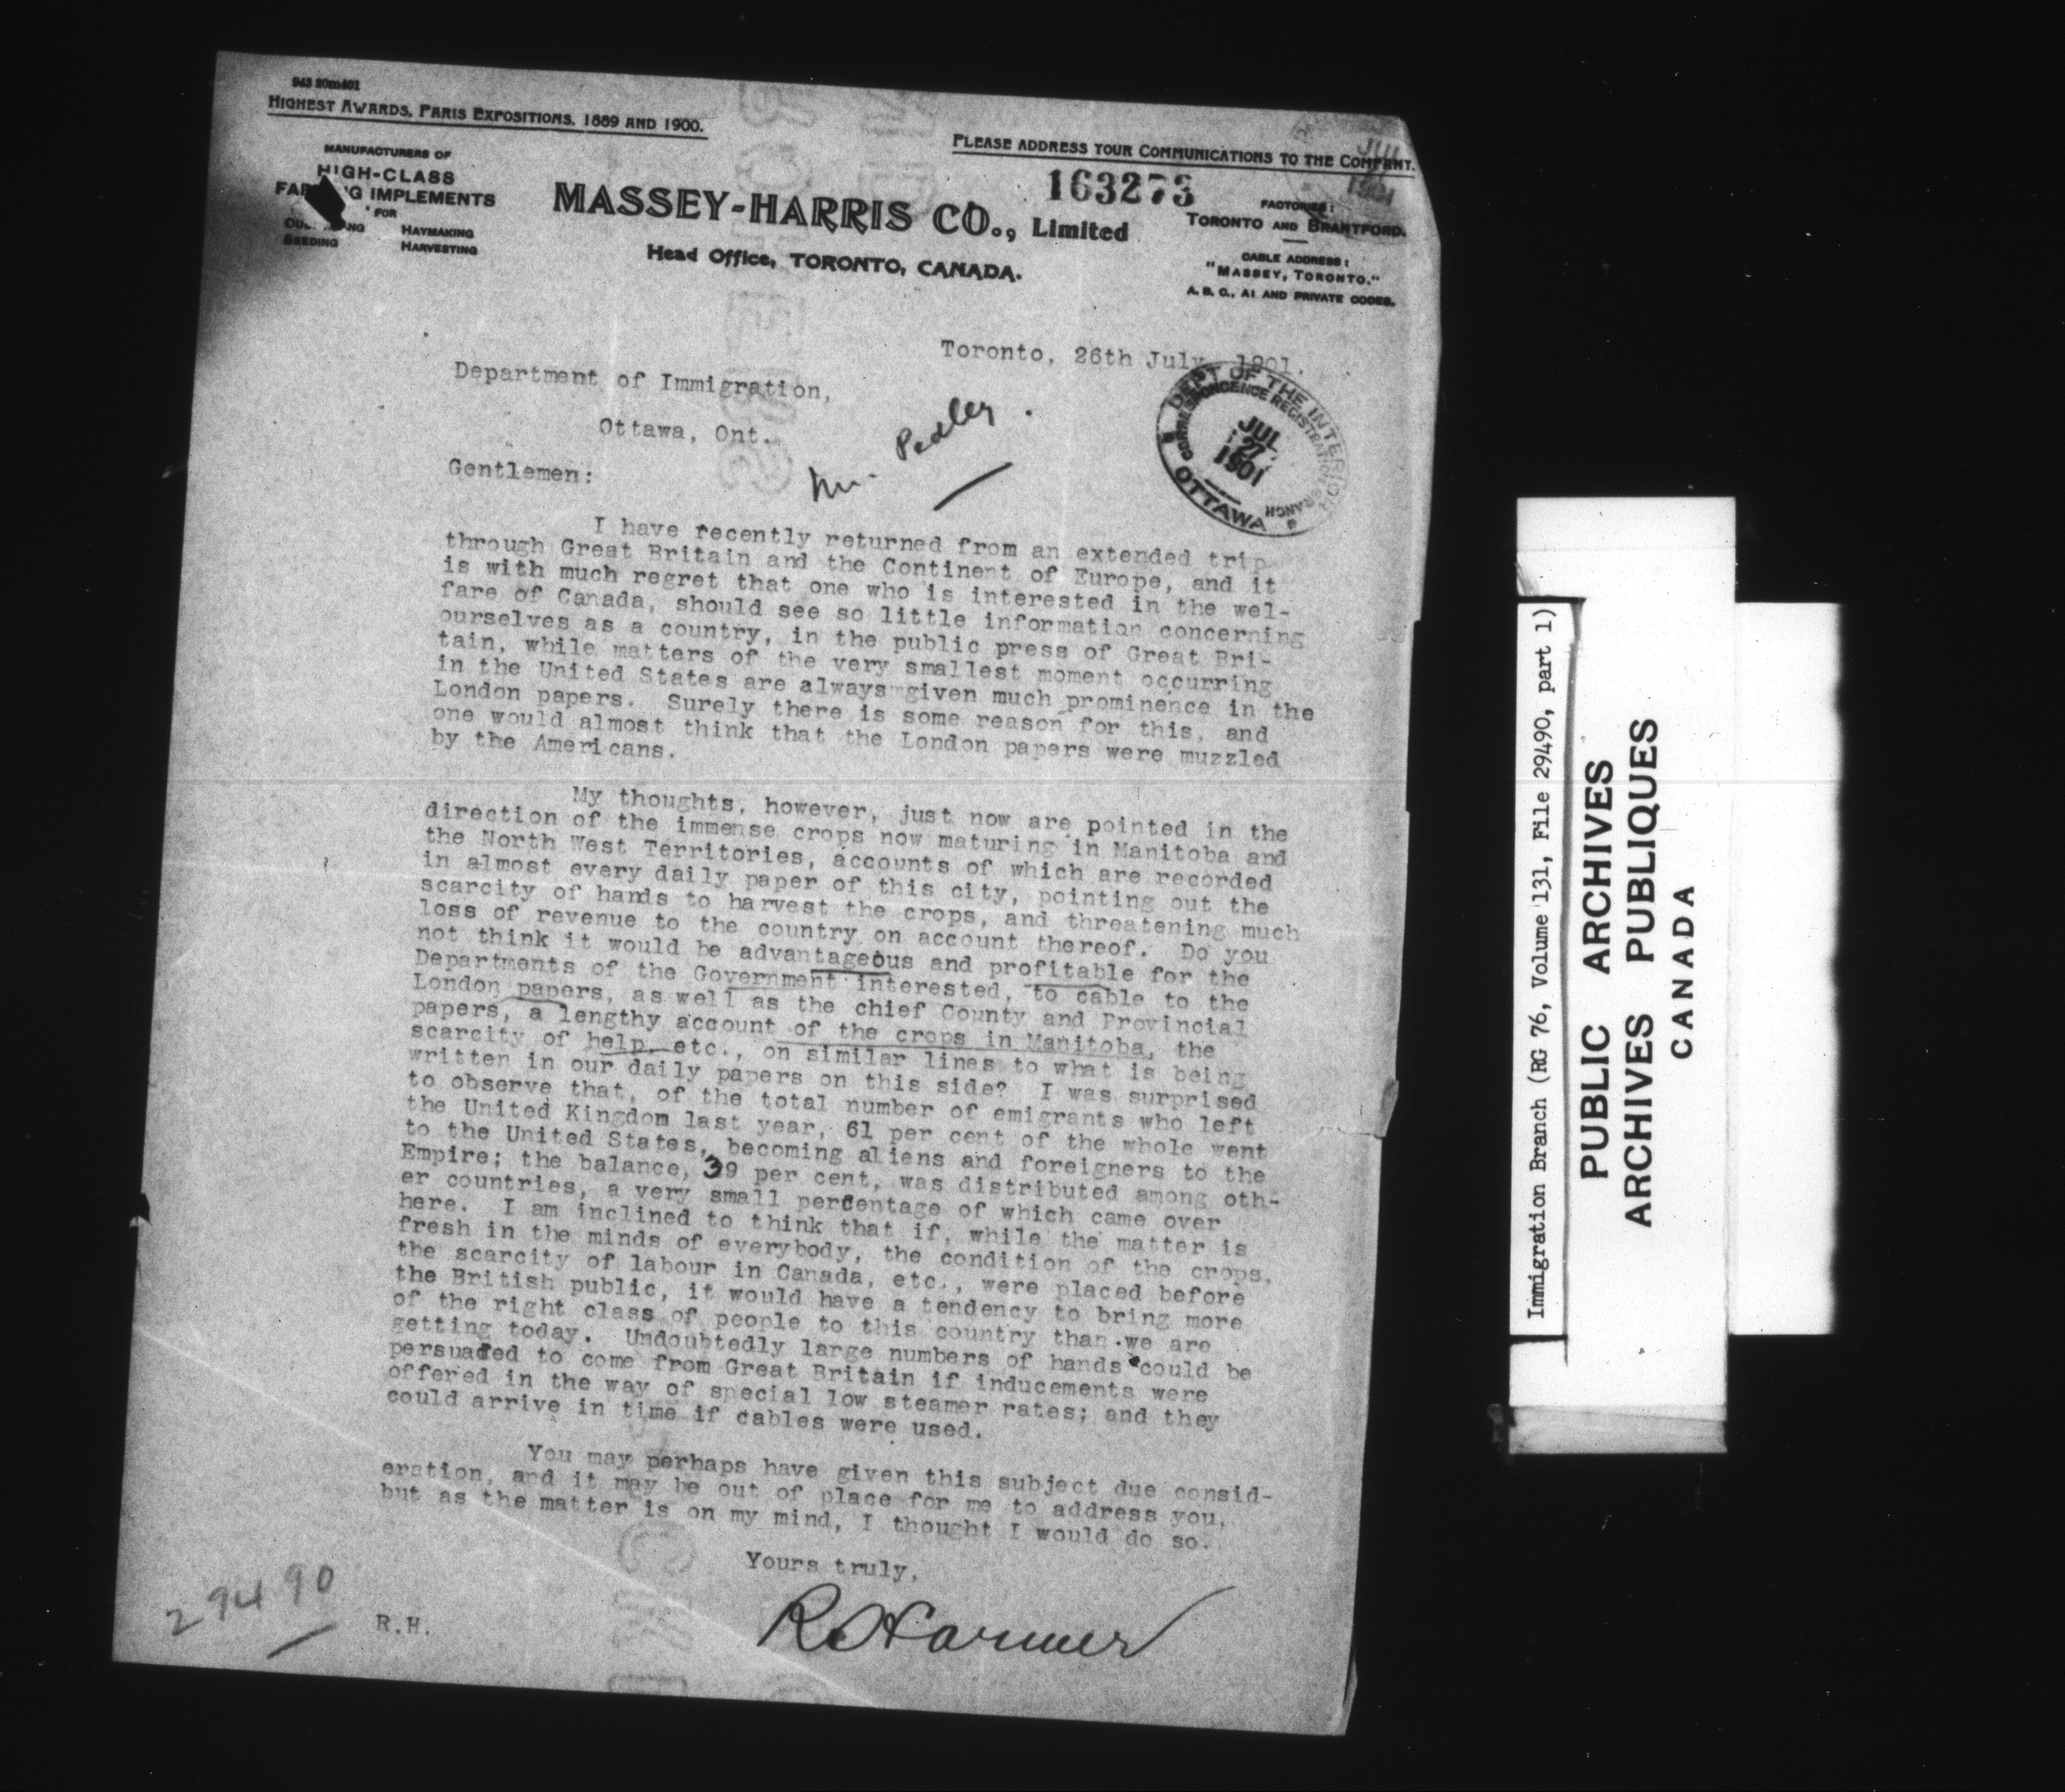 943 20m401
HIGHEST AWARDS, PARIS EXPOSITIONS, 1889 AND 1900.
PLEASE ADDRESS YOUR COMMUNICATIONS TO THE COMPANY.
JUL
1901
MANUFACTURERS OF
HIGH-CLASS
IMPLEMENTS
FOR
HAYMAKING
SEEDING HARVESTING
163273
MASSEY-HARRIS CO., Limited
Head Office, TORONTO, CANADA.
FACTORIES:
TORONTO AND BRANTFORD.
CABLE ADDRESS:
"MASSEY, TORONTO."
A. B. C., A1 AND PRIVATE CODES.
Toronto, 26th July, 1901.
Department of Immigration,
Ottawa, Ont.
Mr. Pedley.
DEPT OF THE INTERIOR
CORRESPONDENCE REGISTRATION BRANCH
JUL
27
1901
OTTAWA
Gentlemen:
I have recently returned from an extended trip
through Great Britain and the Continent of Europe, and it
is with much regret that one who is interested in the wel-
fare of Canada, should see so little information concerning
ourselves as a country, in the public press of Great Bri-
tain, while matters of the very smallest moment occurring
in the United States are always given much prominence in the
London papers. Surely there is some reason for this, and
one would almost think that the London papers were muzzled
by the Americans.
My thoughts, however, just now are pointed in the
direction of the immense crops now maturing in Manitoba and
the North West Territories, accounts of which are recorded
in almost every daily paper of this city, pointing out the
scarcity of hands to harvest the crops, and threatening much
loss of revenue to the country on account thereof. Do you
not think it would be advantageous and profitable for the
Departments of the Government interested, to cable to the
London papers, as well as the chief County and Provincial
papers, a lengthy account of the crops in Manitoba, the
scarcity of help, etc., on similar lines to what is being
written in our daily papers on this side? I was surprised
to observe that, of the total number of emigrants who left
the United Kingdom last year, 61 per cent of the whole went
to the United States, becoming aliens and foreigners to the
Empire; the balance, 39 per cent, was distributed among oth-
er countries, a very small percentage of which came over
here. I am inclined to think that if, while the matter is
fresh in the minds of everybody, the condition of the crops,
the scarcity of labour in Canada, etc., were placed before
the British public, it would have a tendency to bring more
of the right class of people to this country than we are
getting today. Undoubtedly large numbers of hands could be
persuaded to come from Great Britain if inducements were
offered in the way of special low steamer rates; and they
could arrive in time if cables were used.
You may perhaps have given this subject due consid-
eration, and it may be out of place for me to address you,
but as the matter is on my mind, I thought I would do so.
Yours truly,
R Harmer
R.H.
29490
Immigration Branch (RG 76, Volume 131, File 29490, part 1)
PUBLIC ARCHIVES
ARCHIVES PUBLIQUES
CANADA